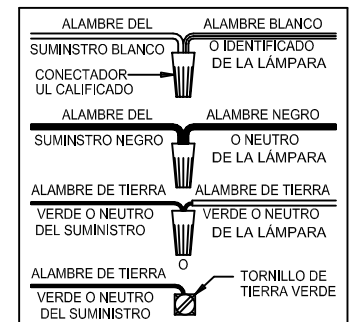 ALAMBRE DEL ALAMBRE BLANCO
SUMINSTRO BLANCO O IDENTIFICADO
DE LA LÁMPARA
CONECTADOR
UL CALIFICADO
ALAMBRE DEL ALAMBRE NEGRO
SUMINSTRO NEGRO O NEUTRO
DE LA LÁMPARA
ALAMBRE DE TIERRA ALAMBRE DE TIERRA
VERDE O NEUTRO VERDE O NEUTRO
DEL SUMINISTRO DE LA LÁMPARA
O
ALAMBRE DE TIERRA TORNILLO DE
TIERRA VERDE
VERDE O NEUTRO
DEL SUMINISTRO